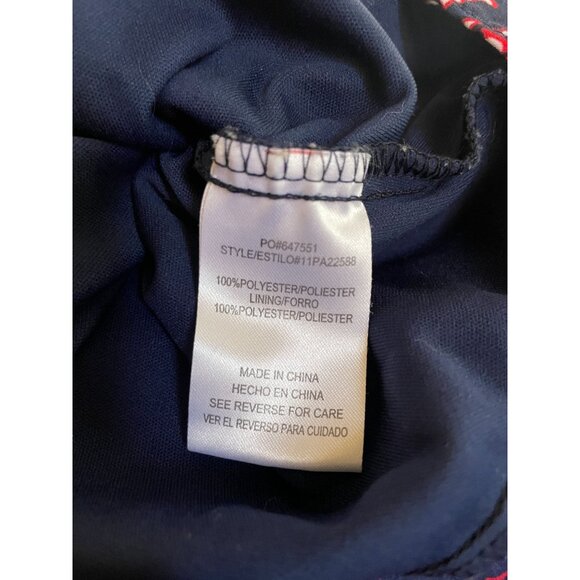 PO#647551
STYLE/ESTILO#11PA22588
100%POLYESTER/POLIESTER
LINING/FORRO
100%POLYESTER/POLIESTER
MADE IN CHINA
HECHO EN CHINA
SEE REVERSE FOR CARE
VER EL REVERSO PARA CUIDADO